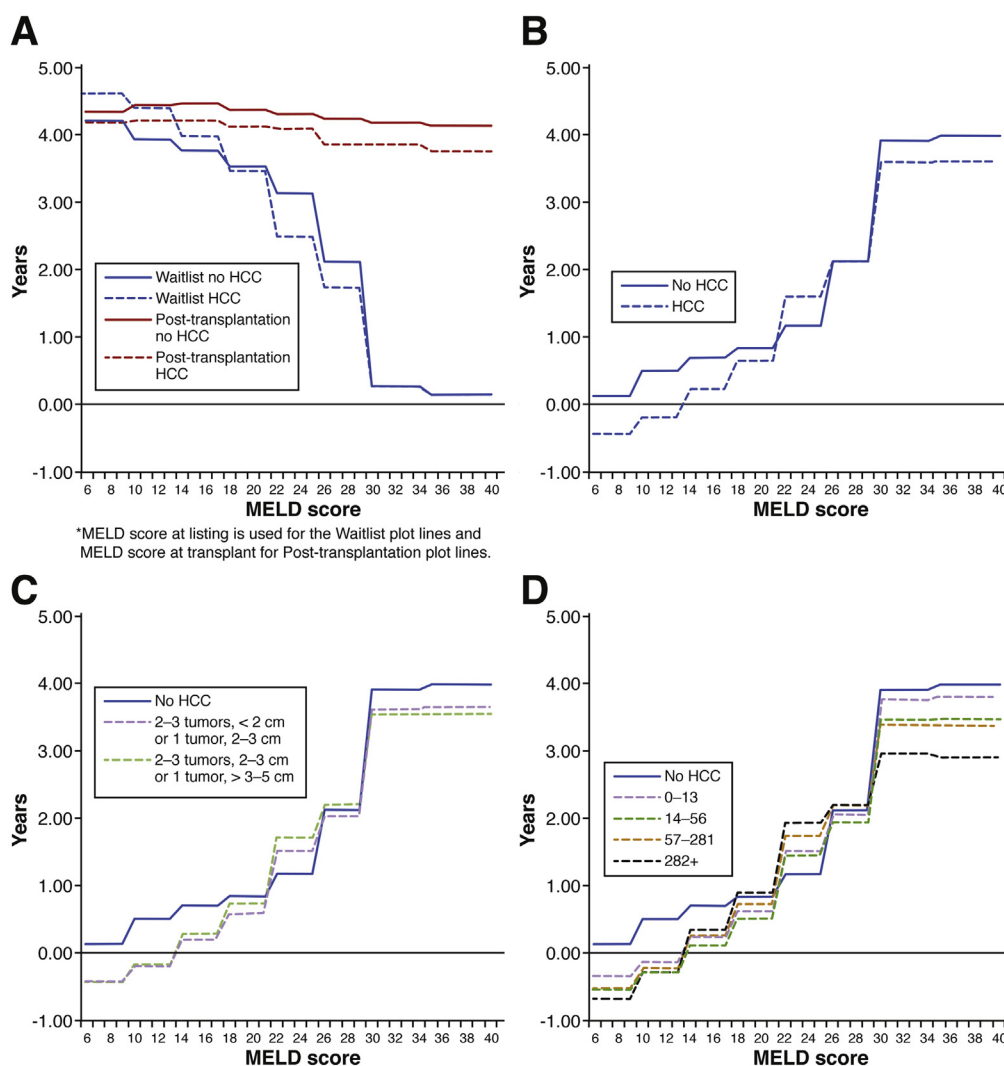 A
5.00
4.00
3.00
2.00
1.00
0.00
-1.00
Years
Waitlist no HCC
Waitlist HCC
Post-transplantation
no HCC
Post-transplantation
HCC
6 8 10 12 14 16 18 20 22 24 26 28 30 32 34 36 38 40
MELD score
*MELD score at listing is used for the Waitlist plot lines and
MELD score at transplant for Post-transplantation plot lines.
B
5.00
4.00
3.00
2.00
1.00
0.00
-1.00
Years
No HCC
HCC
6 8 10 12 14 16 18 20 22 24 26 28 30 32 34 36 38 40
MELD score
C
5.00
4.00
3.00
2.00
1.00
0.00
-1.00
Years
No HCC
2–3 tumors, < 2 cm
or 1 tumor, 2–3 cm
2–3 tumors, 2–3 cm
or 1 tumor, > 3–5 cm
6 8 10 12 14 16 18 20 22 24 26 28 30 32 34 36 38 40
MELD score
D
5.00
4.00
3.00
2.00
1.00
0.00
-1.00
Years
No HCC
0–13
14–56
57–281
282+
6 8 10 12 14 16 18 20 22 24 26 28 30 32 34 36 38 40
MELD score